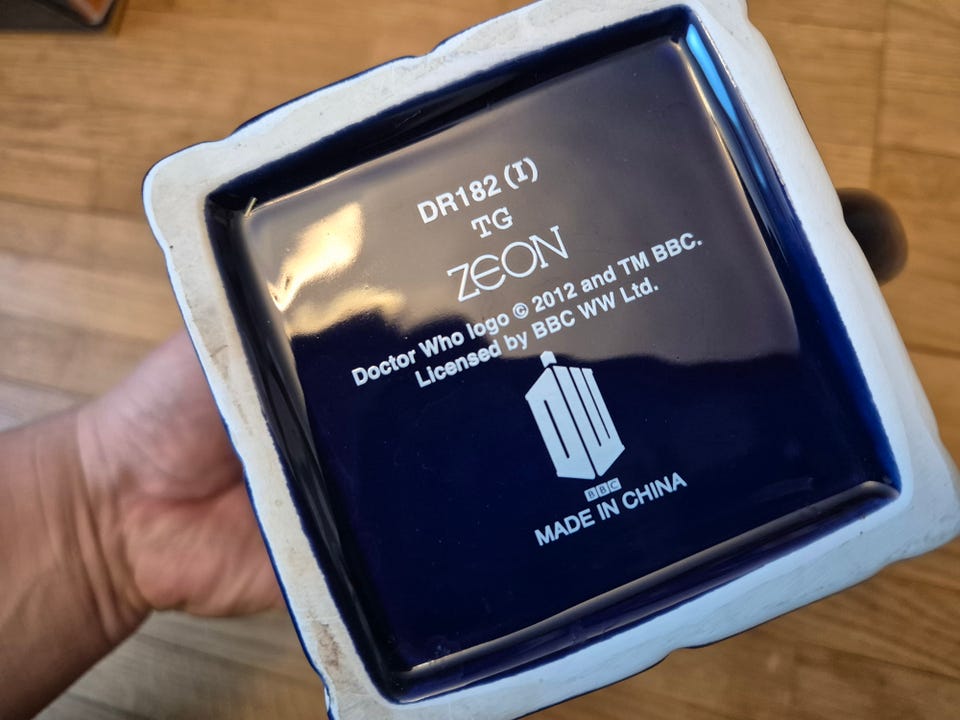 DR182 (I)
TG
ZEON
Doctor Who logo © 2012 and TM BBC.
Licensed by BBC WW Ltd.
DW
BBC
MADE IN CHINA